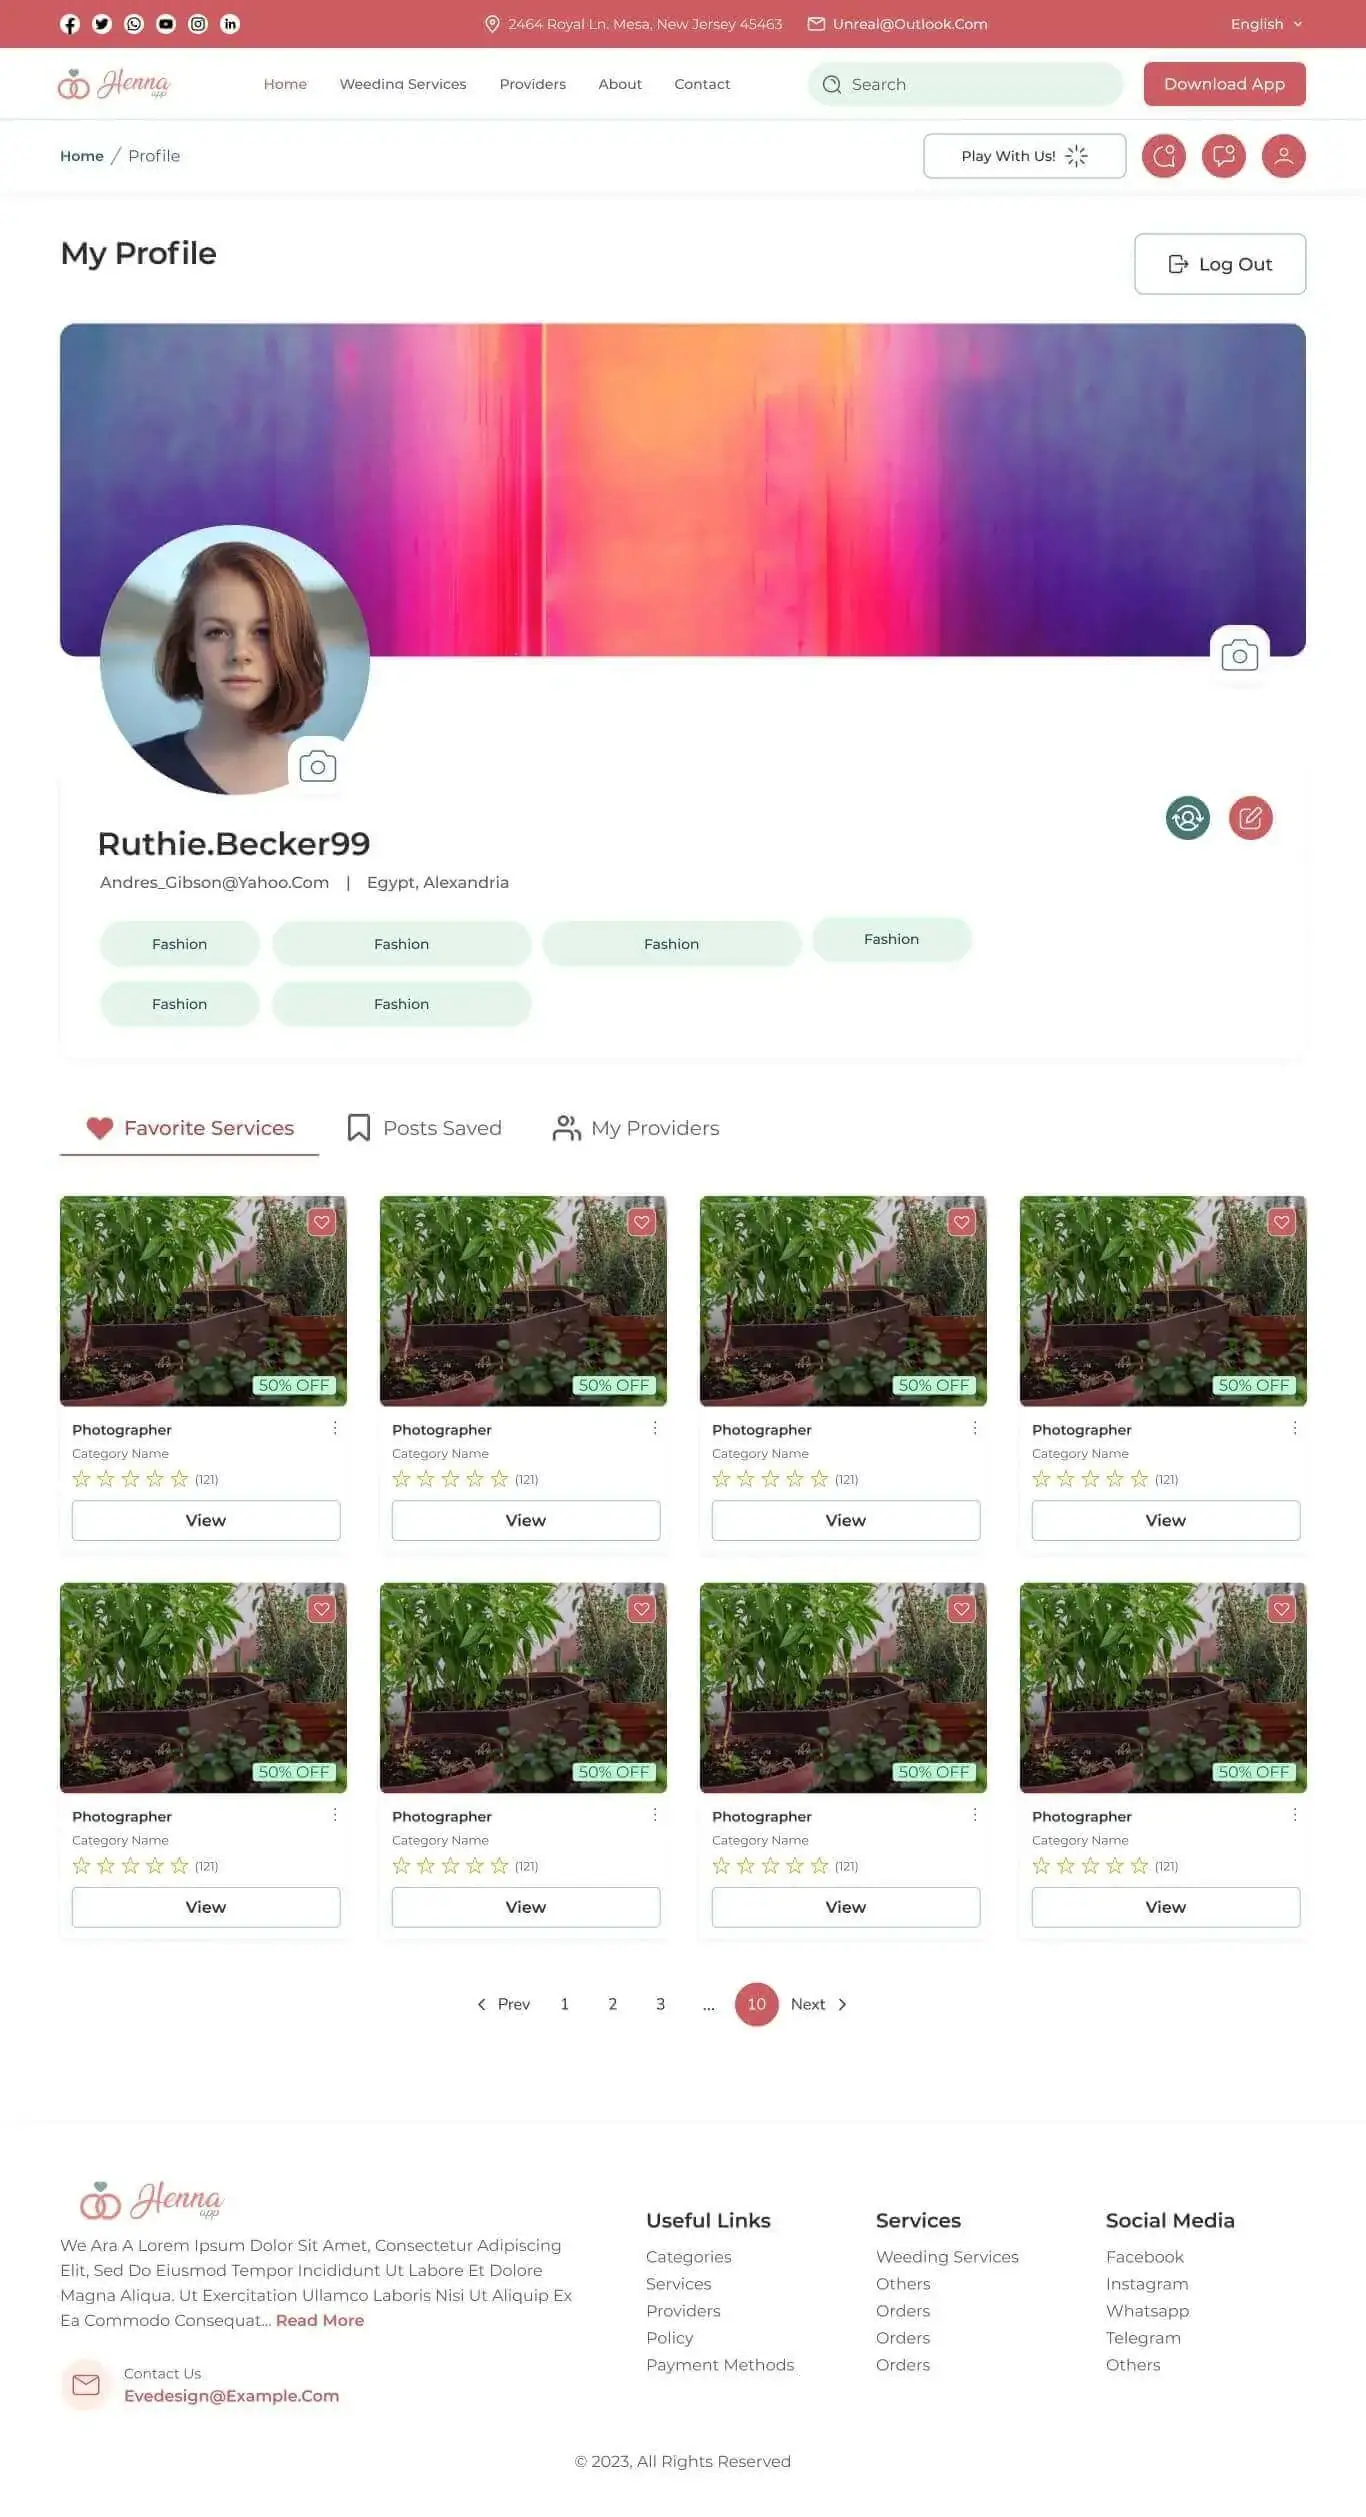 2464 Royal Ln. Mesa, New Jersey 45463
Unreal@Outlook.Com
English
Henna
app
Home
Weeding Services
Providers
About
Contact
Search
Download App
Home / Profile
Play With Us!
My Profile
Log Out
Ruthie.Becker99
Andres_Gibson@Yahoo.Com | Egypt, Alexandria
Fashion
Fashion
Fashion
Fashion
Fashion
Fashion
Favorite Services
Posts Saved
My Providers
50% OFF
50% OFF
50% OFF
50% OFF
Photographer
Photographer
Photographer
Photographer
Category Name
Category Name
Category Name
Category Name
(121)
(121)
(121)
(121)
View
View
View
View
50% OFF
50% OFF
50% OFF
50% OFF
Photographer
Photographer
Photographer
Photographer
Category Name
Category Name
Category Name
Category Name
(121)
(121)
(121)
(121)
View
View
View
View
Prev 1 2 3 ... 10 Next
Henna
app
We Ara A Lorem Ipsum Dolor Sit Amet, Consectetur Adipiscing
Elit, Sed Do Eiusmod Tempor Incididunt Ut Labore Et Dolore
Magna Aliqua. Ut Exercitation Ullamco Laboris Nisi Ut Aliquip Ex
Ea Commodo Consequat... Read More
Contact Us
Evedesign@Example.Com
Useful Links
Categories
Services
Providers
Policy
Payment Methods
Services
Weeding Services
Others
Orders
Orders
Orders
Social Media
Facebook
Instagram
Whatsapp
Telegram
Others
© 2023, All Rights Reserved